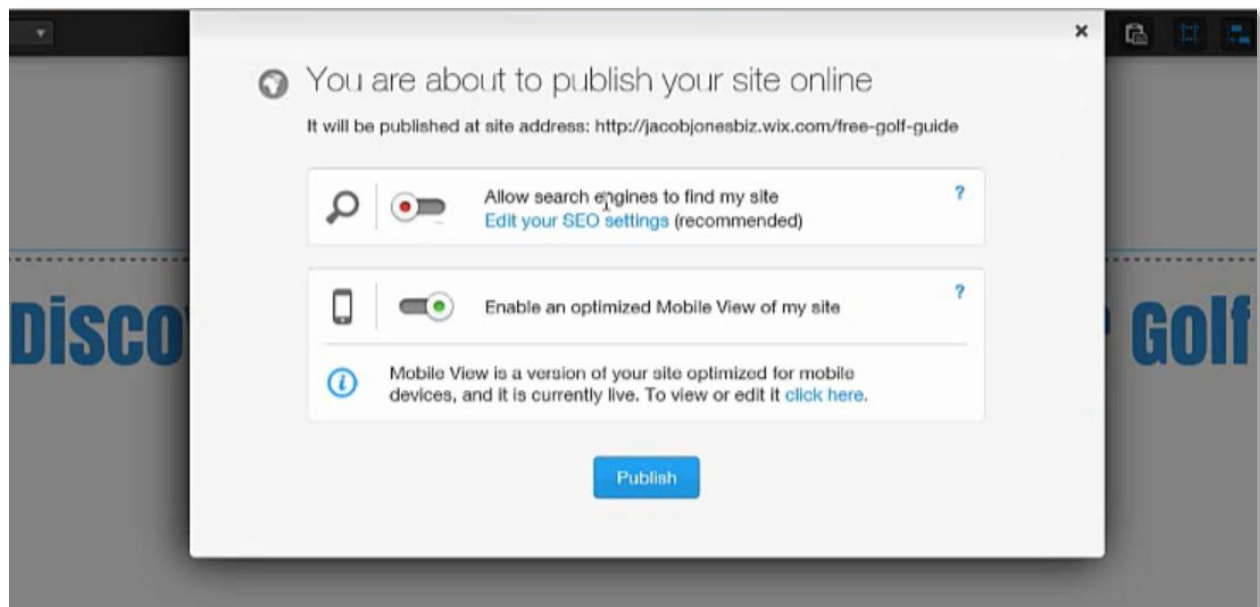 You are about to publish your site online
It will be published at site address: http://jacobjonesbiz.wix.com/free-golf-guide
Allow search engines to find my site
?
Edit your SEO settings (recommended)
Enable an optimized Mobile View of my site
?
Mobile View is a version of your site optimized for mobile
devices, and it is currently live. To view or edit it click here.
Publish
Golf